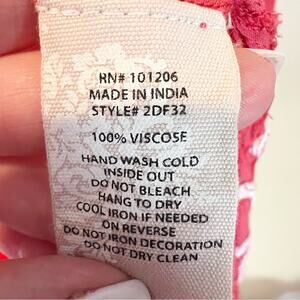 RN# 101206
MADE IN INDIA
STYLE# 2DF32
100% VISCOSE
HAND WASH COLD
INSIDE OUT
DO NOT BLEACH
HANG TO DRY
COOL IRON IF NEEDED
ON REVERSE
DO NOT IRON DECORATION
DO NOT DRY CLEAN